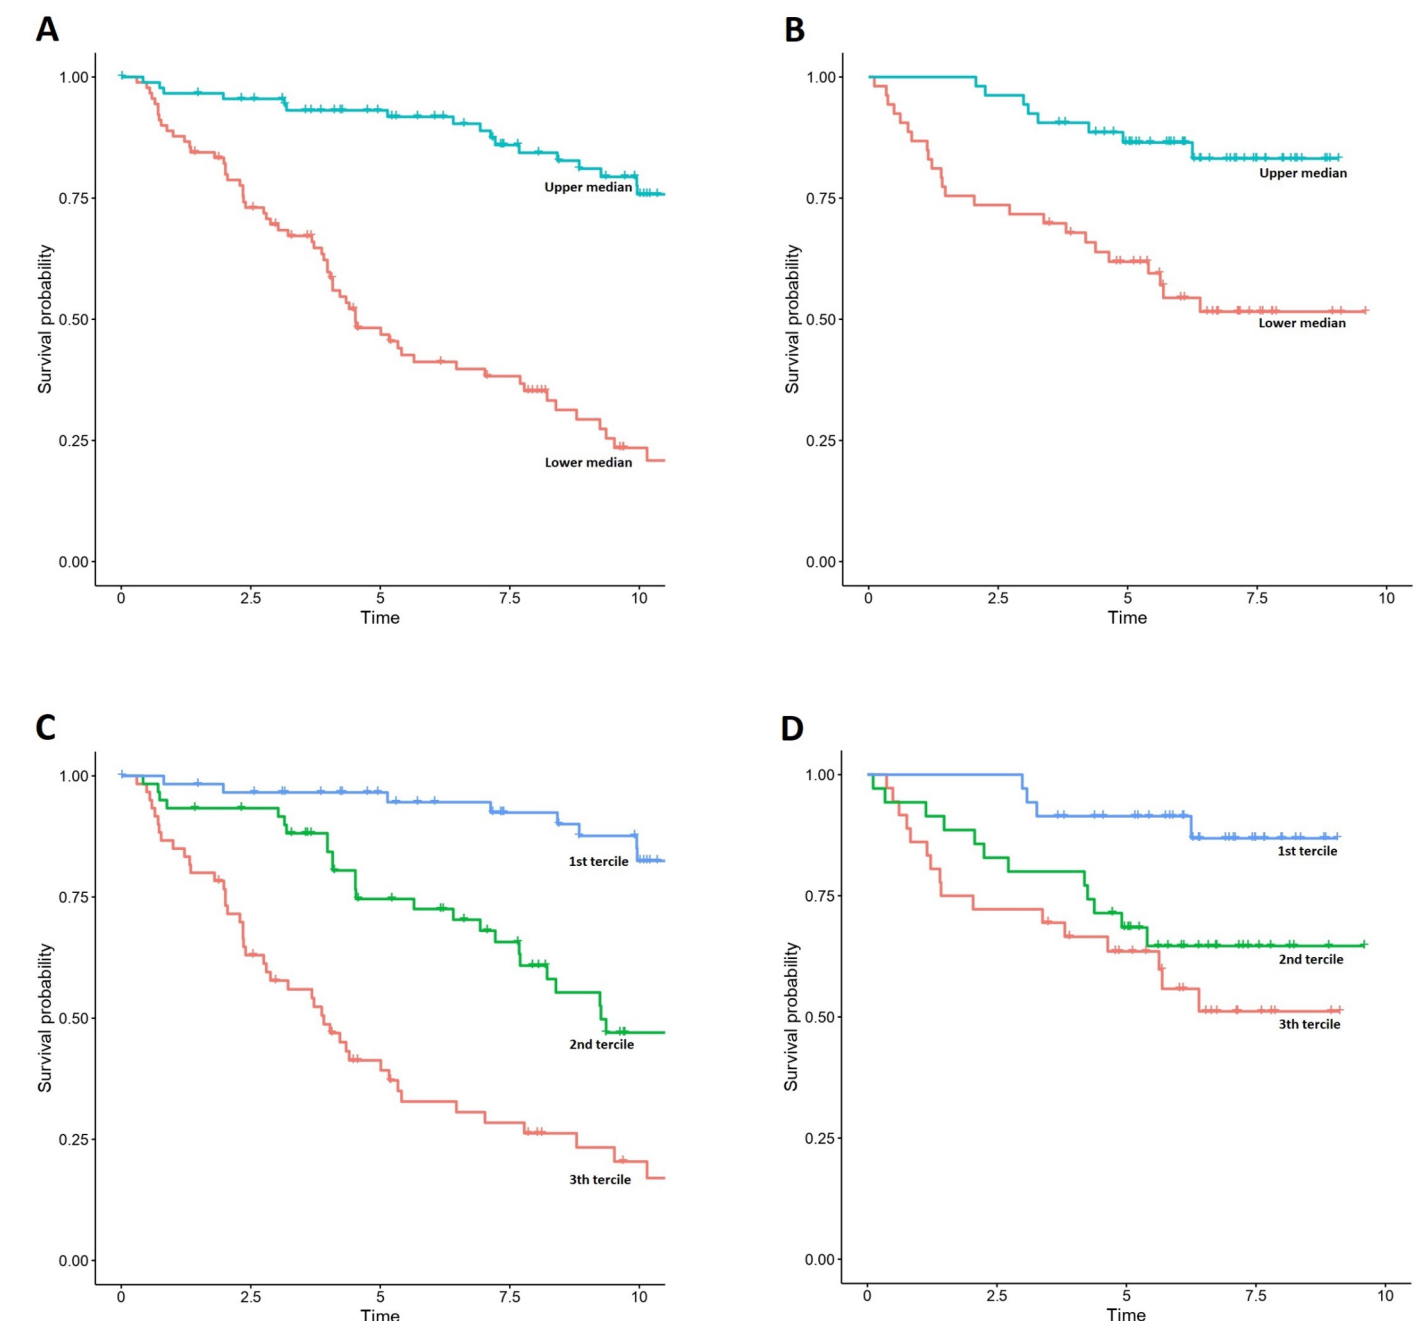 A
B
1.00
0.75
0.50
0.25
0.00
Survival probability
Upper median
Lower median
0 2.5 5 7.5 10
Time
1.00
0.75
0.50
0.25
0.00
Survival probability
Upper median
Lower median
0 2.5 5 7.5 10
Time
C
D
1.00
0.75
0.50
0.25
0.00
Survival probability
1st tercile
2nd tercile
3th tercile
0 2.5 5 7.5 10
Time
1.00
0.75
0.50
0.25
0.00
Survival probability
1st tercile
2nd tercile
3th tercile
0 2.5 5 7.5 10
Time